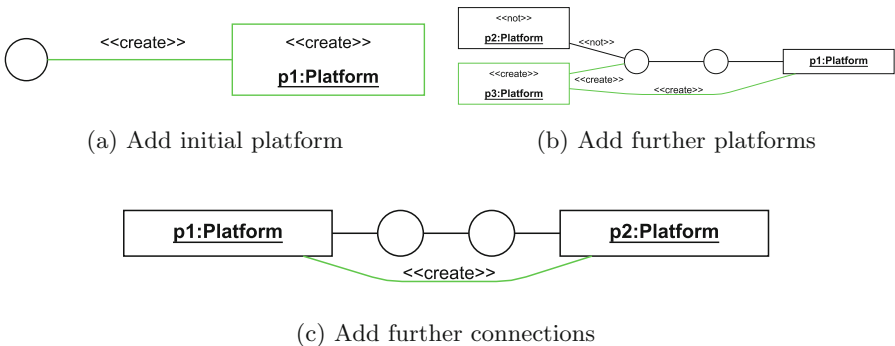 <<create>>
<<create>>
p1:Platform
(a) Add initial platform
<<not>>
p2:Platform
<<not>>
<<create>>
p3:Platform
<<create>>
<<create>>
p1:Platform
(b) Add further platforms
p1:Platform
p2:Platform
<<create>>
(c) Add further connections